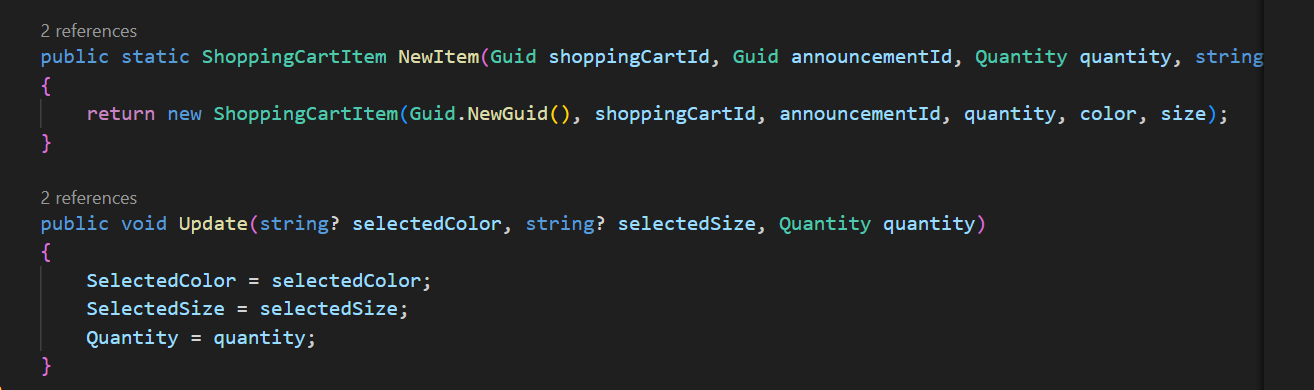 2 references
public static ShoppingCartItem NewItem(Guid shoppingCartId, Guid announcementId, Quantity quantity, string
{
return new ShoppingCartItem(Guid.NewGuid(), shoppingCartId, announcementId, quantity, color, size);
}
2 references
public void Update(string? selectedColor, string? selectedSize, Quantity quantity)
{
SelectedColor = selectedColor;
SelectedSize = selectedSize;
Quantity = quantity;
}